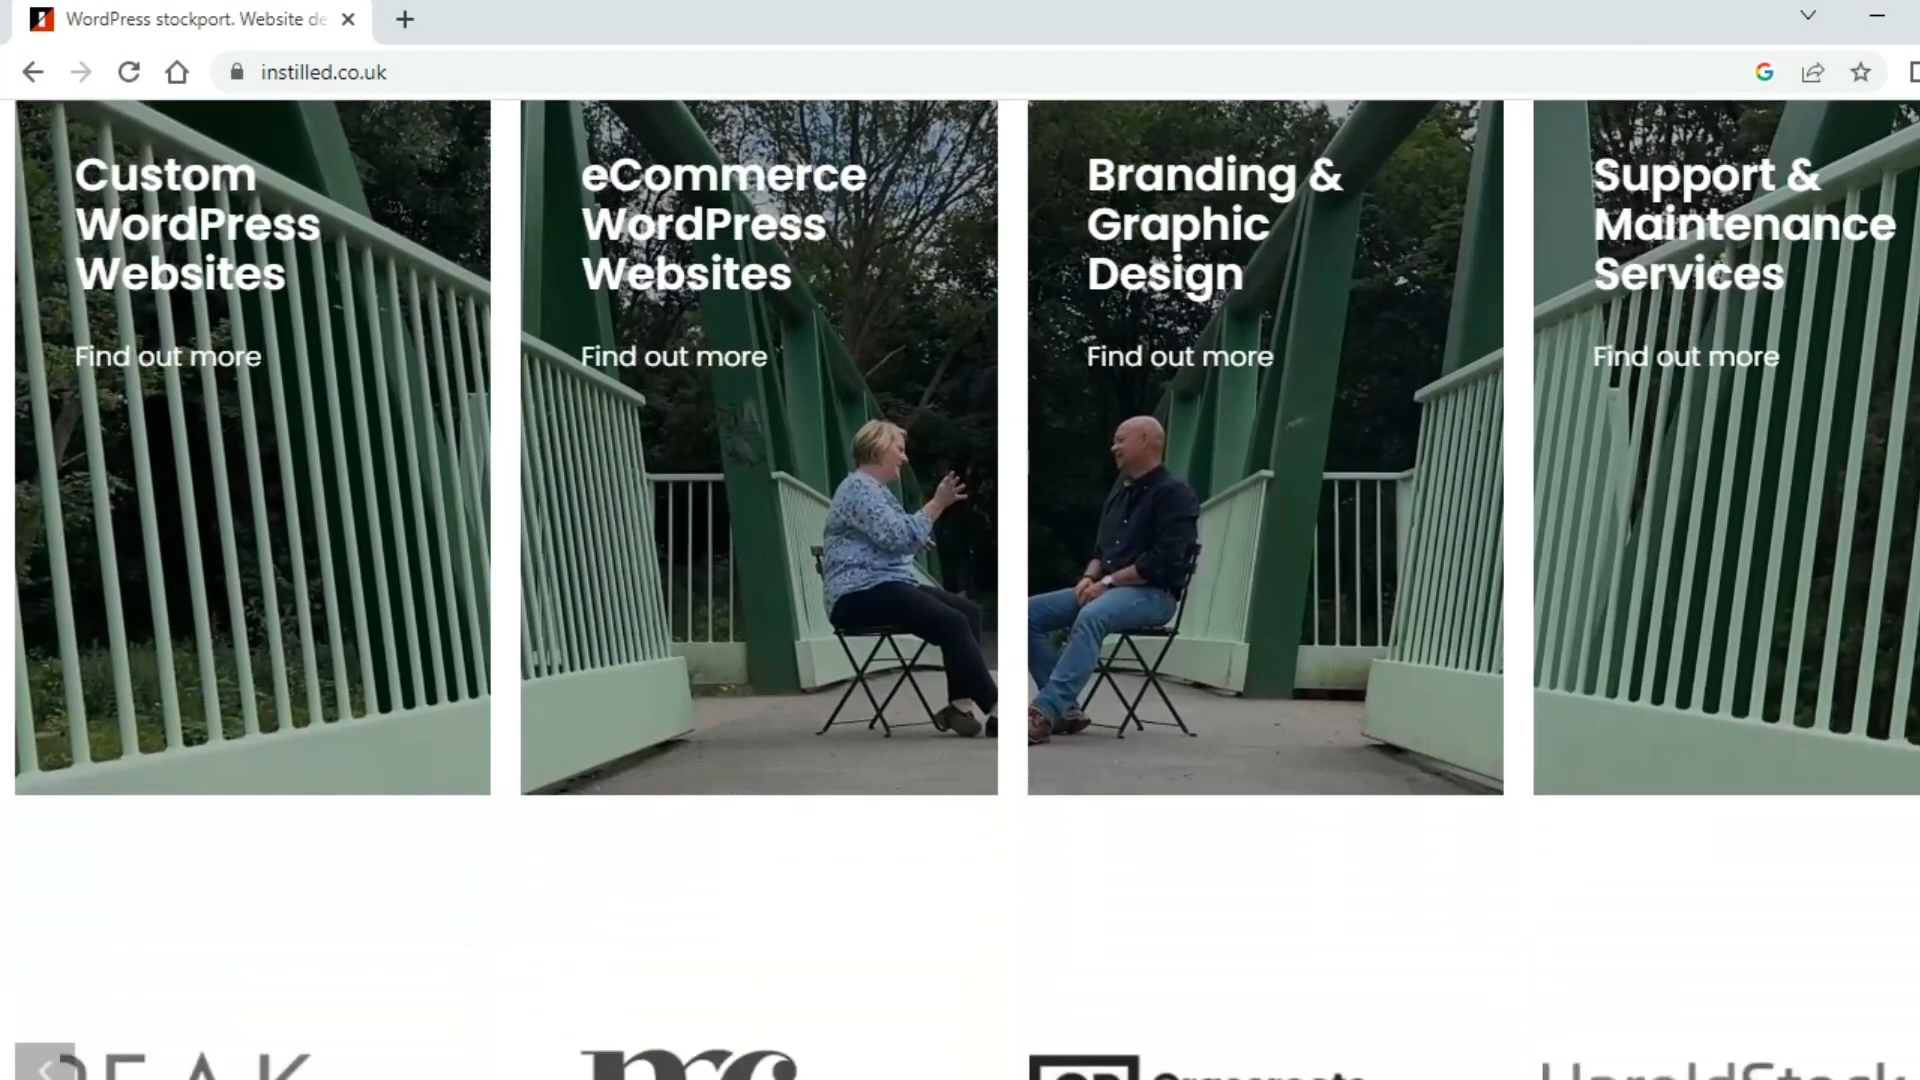 WordPress stockport. Website de
instilled.co.uk
Custom
WordPress
Websites
Find out more
eCommerce
WordPress
Websites
Find out more
Branding &
Graphic
Design
Find out more
Support &
Maintenance
Services
Find out more